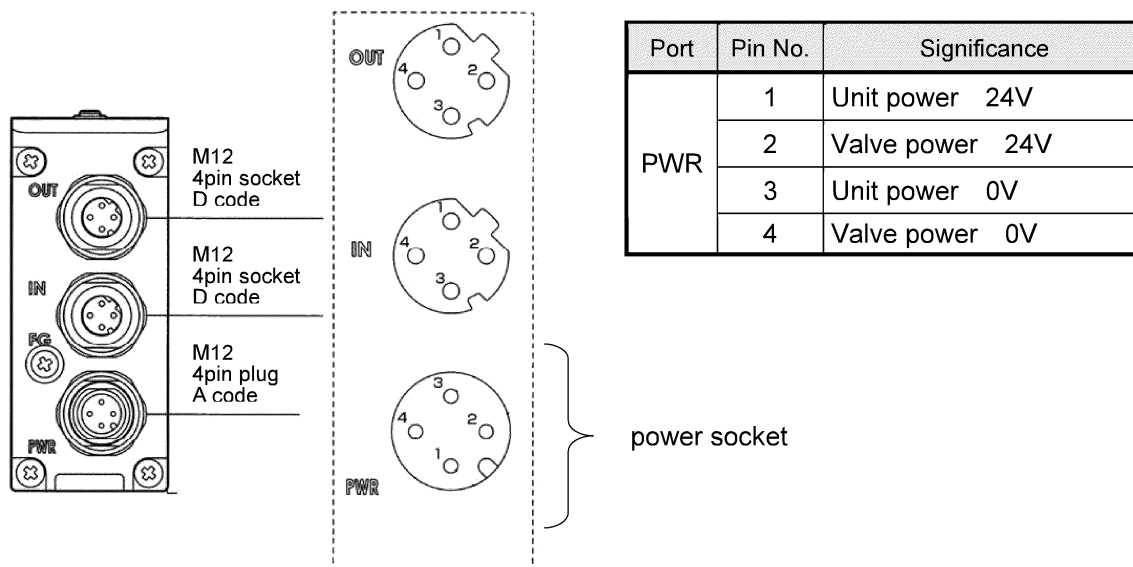 OUT
M12
4pin socket
D code
IN
M12
4pin socket
D code
FG
M12
4pin plug
A code
PWR
OUT
1
4
2
3
IN
1
4
2
3
3
4
2
1
PWR
power socket
Port Pin No. Significance
PWR
1 Unit power 24V
2 Valve power 24V
3 Unit power 0V
4 Valve power 0V